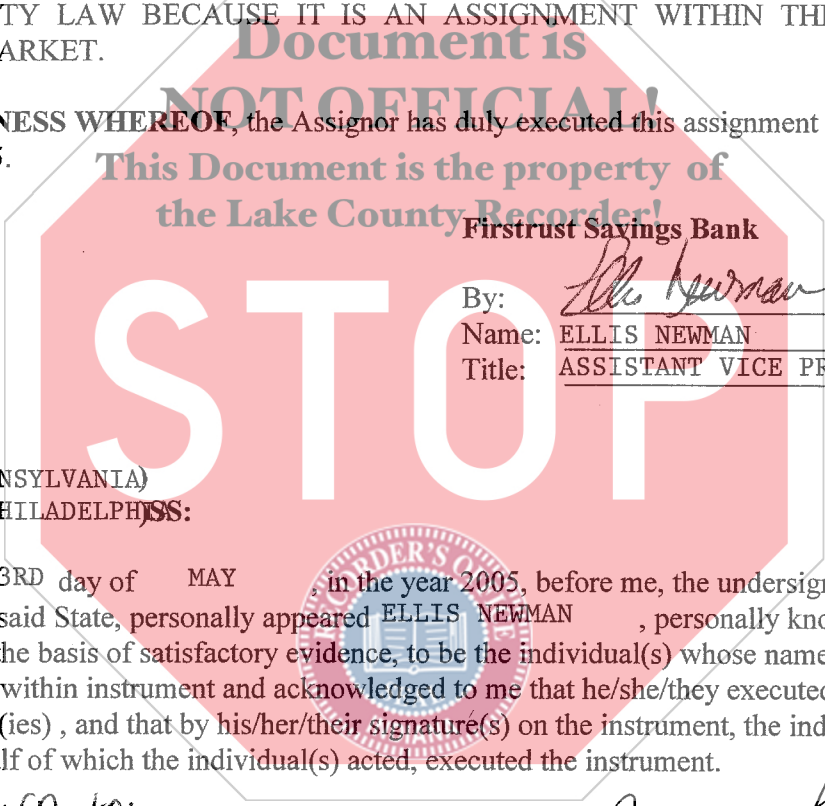 TY LAW BECAUSE IT IS AN ASSIGNMENT WITHIN THE
ARKET.
Document is
NOT OFFICIAL!
NESS WHEREOF, the Assignor has duly executed this assignment
5.
This Document is the property of
the Lake County Recorder!
Firstrust Savings Bank
By: Ellis Newman
Name: ELLIS NEWMAN
Title: ASSISTANT VICE PR
STOP
NSYLVANIA)
HILADELPHIA)SS:
RECORDER'S
3RD day of MAY , in the year 2005, before me, the undersign
said State, personally appeared ELLIS NEWMAN , personally kno
the basis of satisfactory evidence, to be the individual(s) whose name
within instrument and acknowledged to me that he/she/they executed
(ies) , and that by his/her/their signature(s) on the instrument, the ind
lf of which the individual(s) acted, executed the instrument.